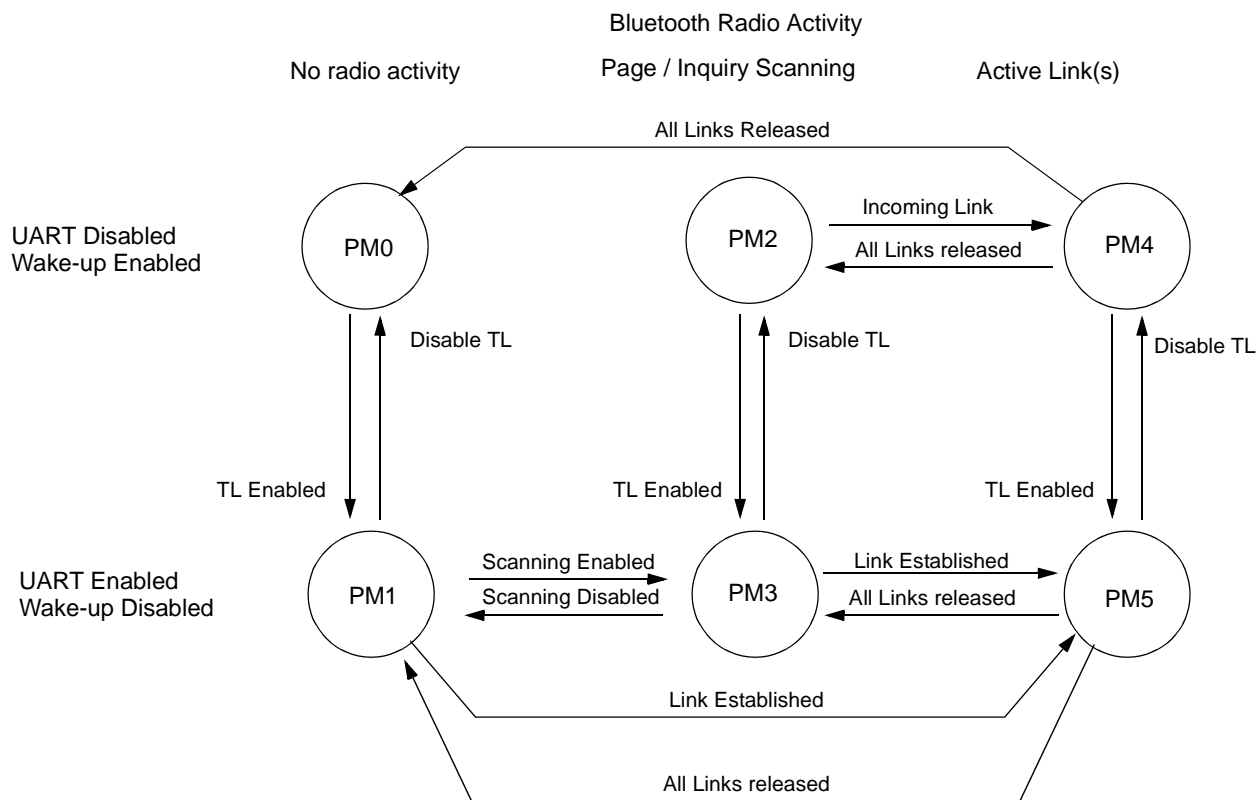 Bluetooth Radio Activity
No radio activity
Page / Inquiry Scanning
Active Link(s)
All Links Released
UART Disabled
Wake-up Enabled
PM0
PM2
Incoming Link
All Links released
PM4
Disable TL
Disable TL
Disable TL
TL Enabled
TL Enabled
TL Enabled
UART Enabled
Wake-up Disabled
PM1
Scanning Enabled
Scanning Disabled
PM3
Link Established
All Links released
PM5
Link Established
All Links released